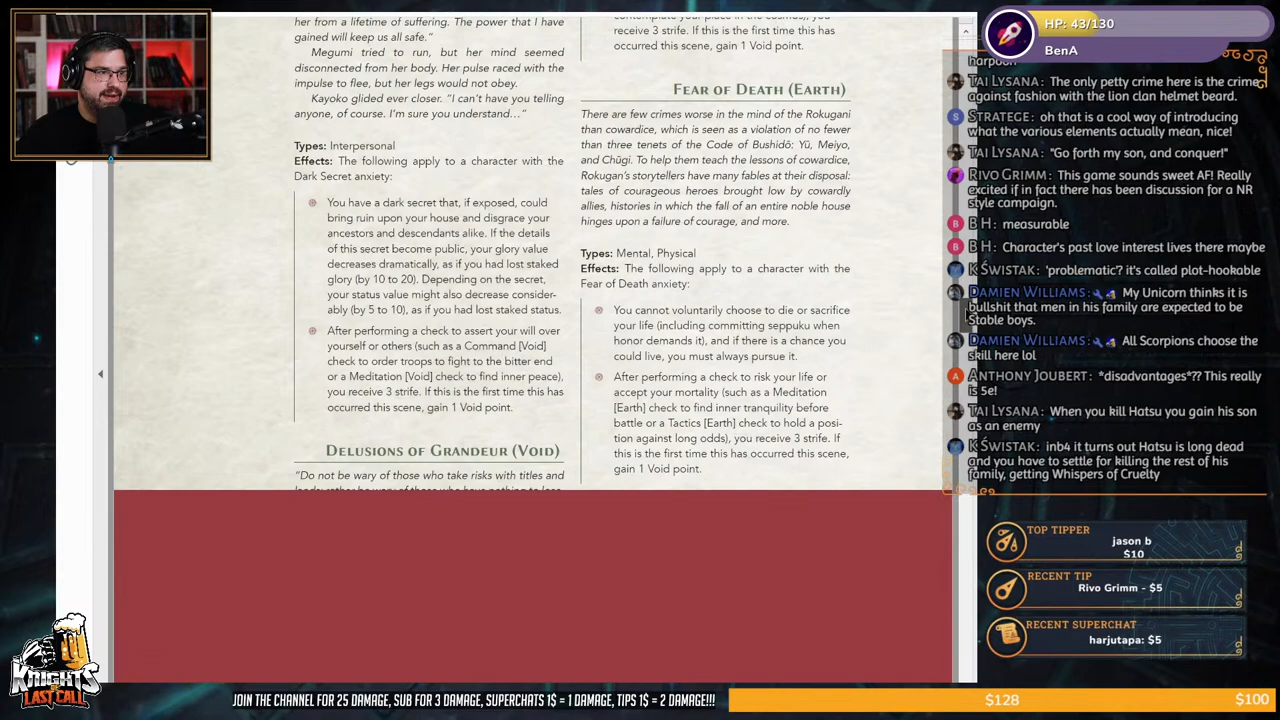 her from a lifetime of suffering. The power that I have
gained will keep us all safe."
Megumi tried to run, but her mind seemed
disconnected from her body. Her pulse raced with the
impulse to flee, but her legs would not obey.
Kayoko glided ever closer. "I can't have you telling
anyone, of course. I'm sure you understand…"
Types: Interpersonal
Effects: The following apply to a character with the
Dark Secret anxiety:
You have a dark secret that, if exposed, could
bring ruin upon your house and disgrace your
ancestors and descendants alike. If the details
of this secret become public, your glory value
decreases dramatically, as if you had lost staked
glory (by 10 to 20). Depending on the secret,
your status value might also decrease consider-
ably (by 5 to 10), as if you had lost staked status.
After performing a check to assert your will over
yourself or others (such as a Command [Void]
check to order troops to fight to the bitter end
or a Meditation [Void] check to find inner peace),
you receive 3 strife. If this is the first time this has
occurred this scene, gain 1 Void point.
Delusions of Grandeur (Void)
"Do not be wary of those who take risks with titles and
receive 3 strife. If this is the first time this has
occurred this scene, gain 1 Void point.
Fear of Death (Earth)
There are few crimes worse in the mind of the Rokugani
than cowardice, which is seen as a violation of no fewer
than three tenets of the Code of Bushidō: Yū, Meiyo,
and Chūgi. To help them teach the lessons of cowardice,
Rokugan's storytellers have many fables at their disposal:
tales of courageous heroes brought low by cowardly
allies, histories in which the fall of an entire noble house
hinges upon a failure of courage, and more.
Types: Mental, Physical
Effects: The following apply to a character with the
Fear of Death anxiety:
You cannot voluntarily choose to die or sacrifice
your life (including committing seppuku when
honor demands it), and if there is a chance you
could live, you must always pursue it.
After performing a check to risk your life or
accept your mortality (such as a Meditation
[Earth] check to find inner tranquility before
battle or a Tactics [Earth] check to hold a posi-
tion against long odds), you receive 3 strife. If
this is the first time this has occurred this scene,
gain 1 Void point.
HP: 43/130
BenA
harpoon
Tai Lysana: The only petty crime here is the crime
against fashion with the lion clan helmet beard.
S Stratege: oh that is a cool way of introducing
what the various elements actually mean, nice!
Tai Lysana: "Go forth my son, and conquer!"
Rivo Grimm: This game sounds sweet AF! Really
excited if in fact there has been discussion for a NR
style campaign.
B B H: measurable
B B H: Character's past love interest lives there maybe
K Świstak: 'problematic'? it's called plot-hookable
Damien Williams: My Unicorn thinks it is
bullshit that men in his family are expected to be
Stable boys.
Damien Williams: All Scorpions choose the
skill here lol
A Anthony Joubert: *disadvantages*?? This really
is 5e!
Tai Lysana: When you kill Hatsu you gain his son
as an enemy
K Świstak: inb4 it turns out Hatsu is long dead
and you have to settle for killing the rest of his
family, getting Whispers of Cruelty
TOP TIPPER
jason b
$10
RECENT TIP
Rivo Grimm - $5
RECENT SUPERCHAT
harjutapa: $5
KNIGHTS
OF
LAST CALL
JOIN THE CHANNEL FOR 25 DAMAGE, SUB FOR 3 DAMAGE, SUPERCHATS 1$ = 1 DAMAGE, TIPS 1$ = 2 DAMAGE!!!
$128
$100